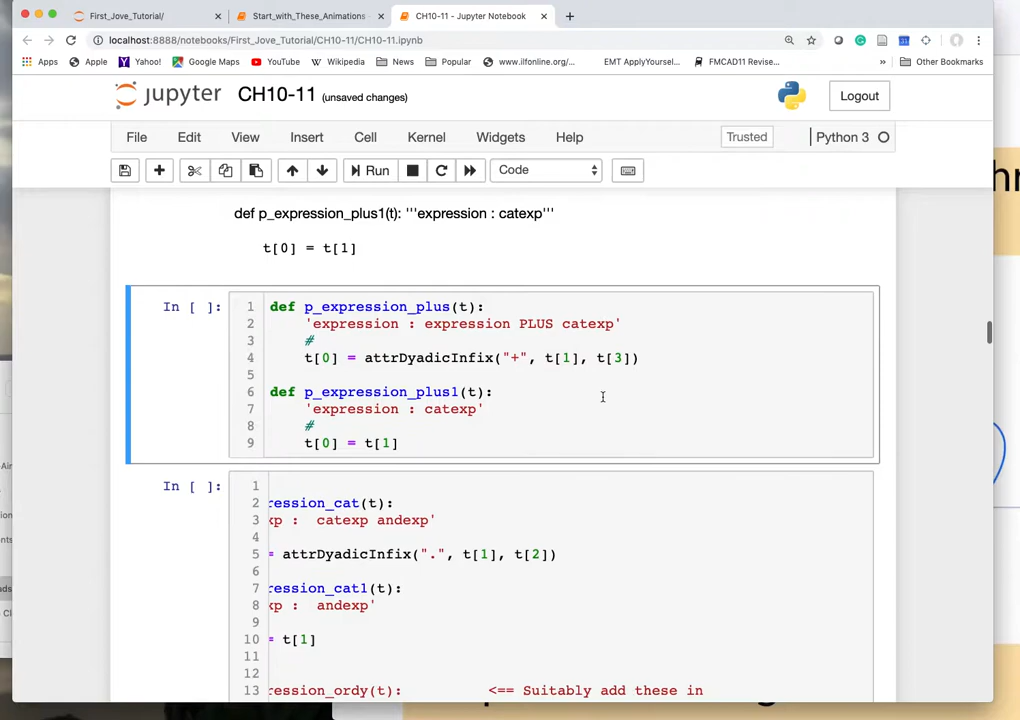 First_Jove_Tutorial/ × Start_with_These_Animations - × CH10-11 - Jupyter Notebook × +
localhost:8888/notebooks/First_Jove_Tutorial/CH10-11/CH10-11.ipynb
Apps Apple Yahoo! Google Maps YouTube Wikipedia News Popular www.ilfonline.org/... EMT ApplyYoursel... FMCAD11 Revise... » Other Bookmarks
jupyter CH10-11 (unsaved changes) Logout
File Edit View Insert Cell Kernel Widgets Help Trusted Python 3
Run Code
def p_expression_plus1(t): '''expression : catexp'''
t[0] = t[1]
In [ ]: 1 def p_expression_plus(t):
2 'expression : expression PLUS catexp'
3 #
4 t[0] = attrDyadicInfix("+", t[1], t[3])
5
6 def p_expression_plus1(t):
7 'expression : catexp'
8 #
9 t[0] = t[1]
In [ ]: 1
2 ression_cat(t):
3 xp : catexp andexp'
4
5 = attrDyadicInfix(".", t[1], t[2])
6
7 ression_cat1(t):
8 xp : andexp'
9
10 = t[1]
11
12
13 ression_ordy(t): <== Suitably add these in